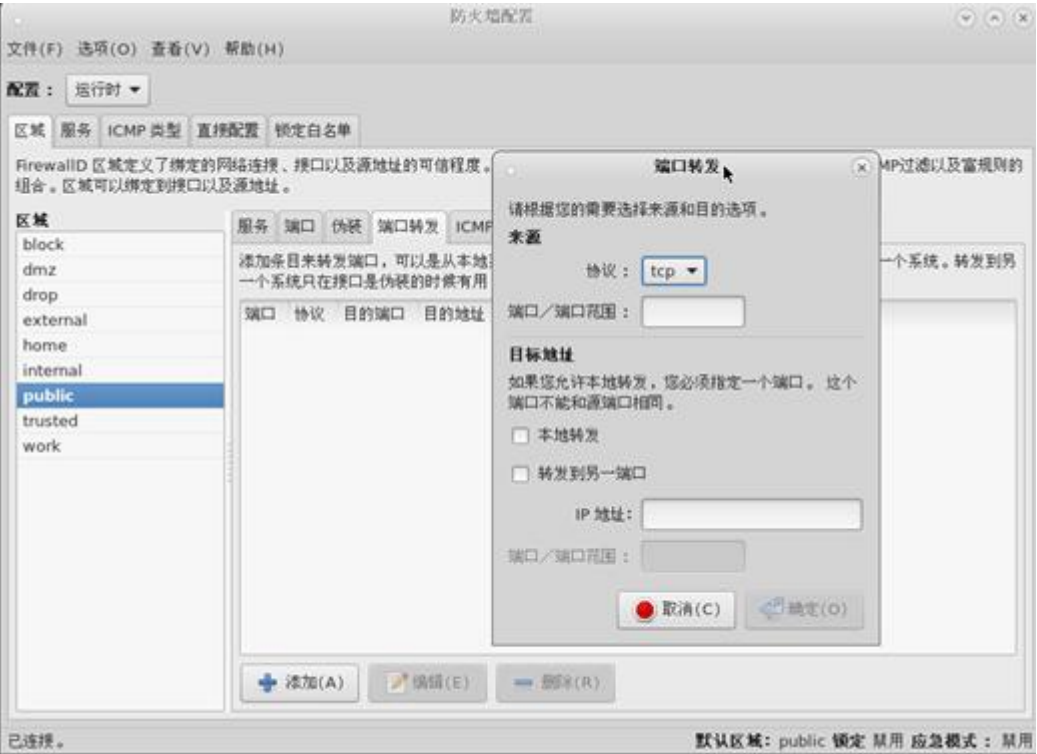 防火墙配置
文件(F) 选项(O) 查看(V) 帮助(H)
配置： 运行时
区域 服务 ICMP 类型 直接配置 锁定白名单
FirewallD 区域定义了绑定的网络连接、接口以及源地址的可信程度。
MP过滤以及富规则的
组合。区域可以绑定到接口以及源地址。
区域
block
dmz
drop
external
home
internal
public
trusted
work
服务 端口 伪装 端口转发 ICMP
添加条目来转发端口，可以是从本地
一个系统。转发到另
一个系统只在接口是伪装的时候有用
端口 协议 目的端口 目的地址
端口转发
请根据您的需要选择来源和目的选项。
来源
协议： tcp
端口／端口范围：
目标地址
如果您允许本地转发，您必须指定一个端口。 这个
端口不能和源端口相同。
本地转发
转发到另一端口
IP 地址：
端口／端口范围：
取消(C) 确定(O)
添加(A) 编辑(E) 删除(R)
已连接。
默认区域： public 锁定 禁用 应急模式： 禁用